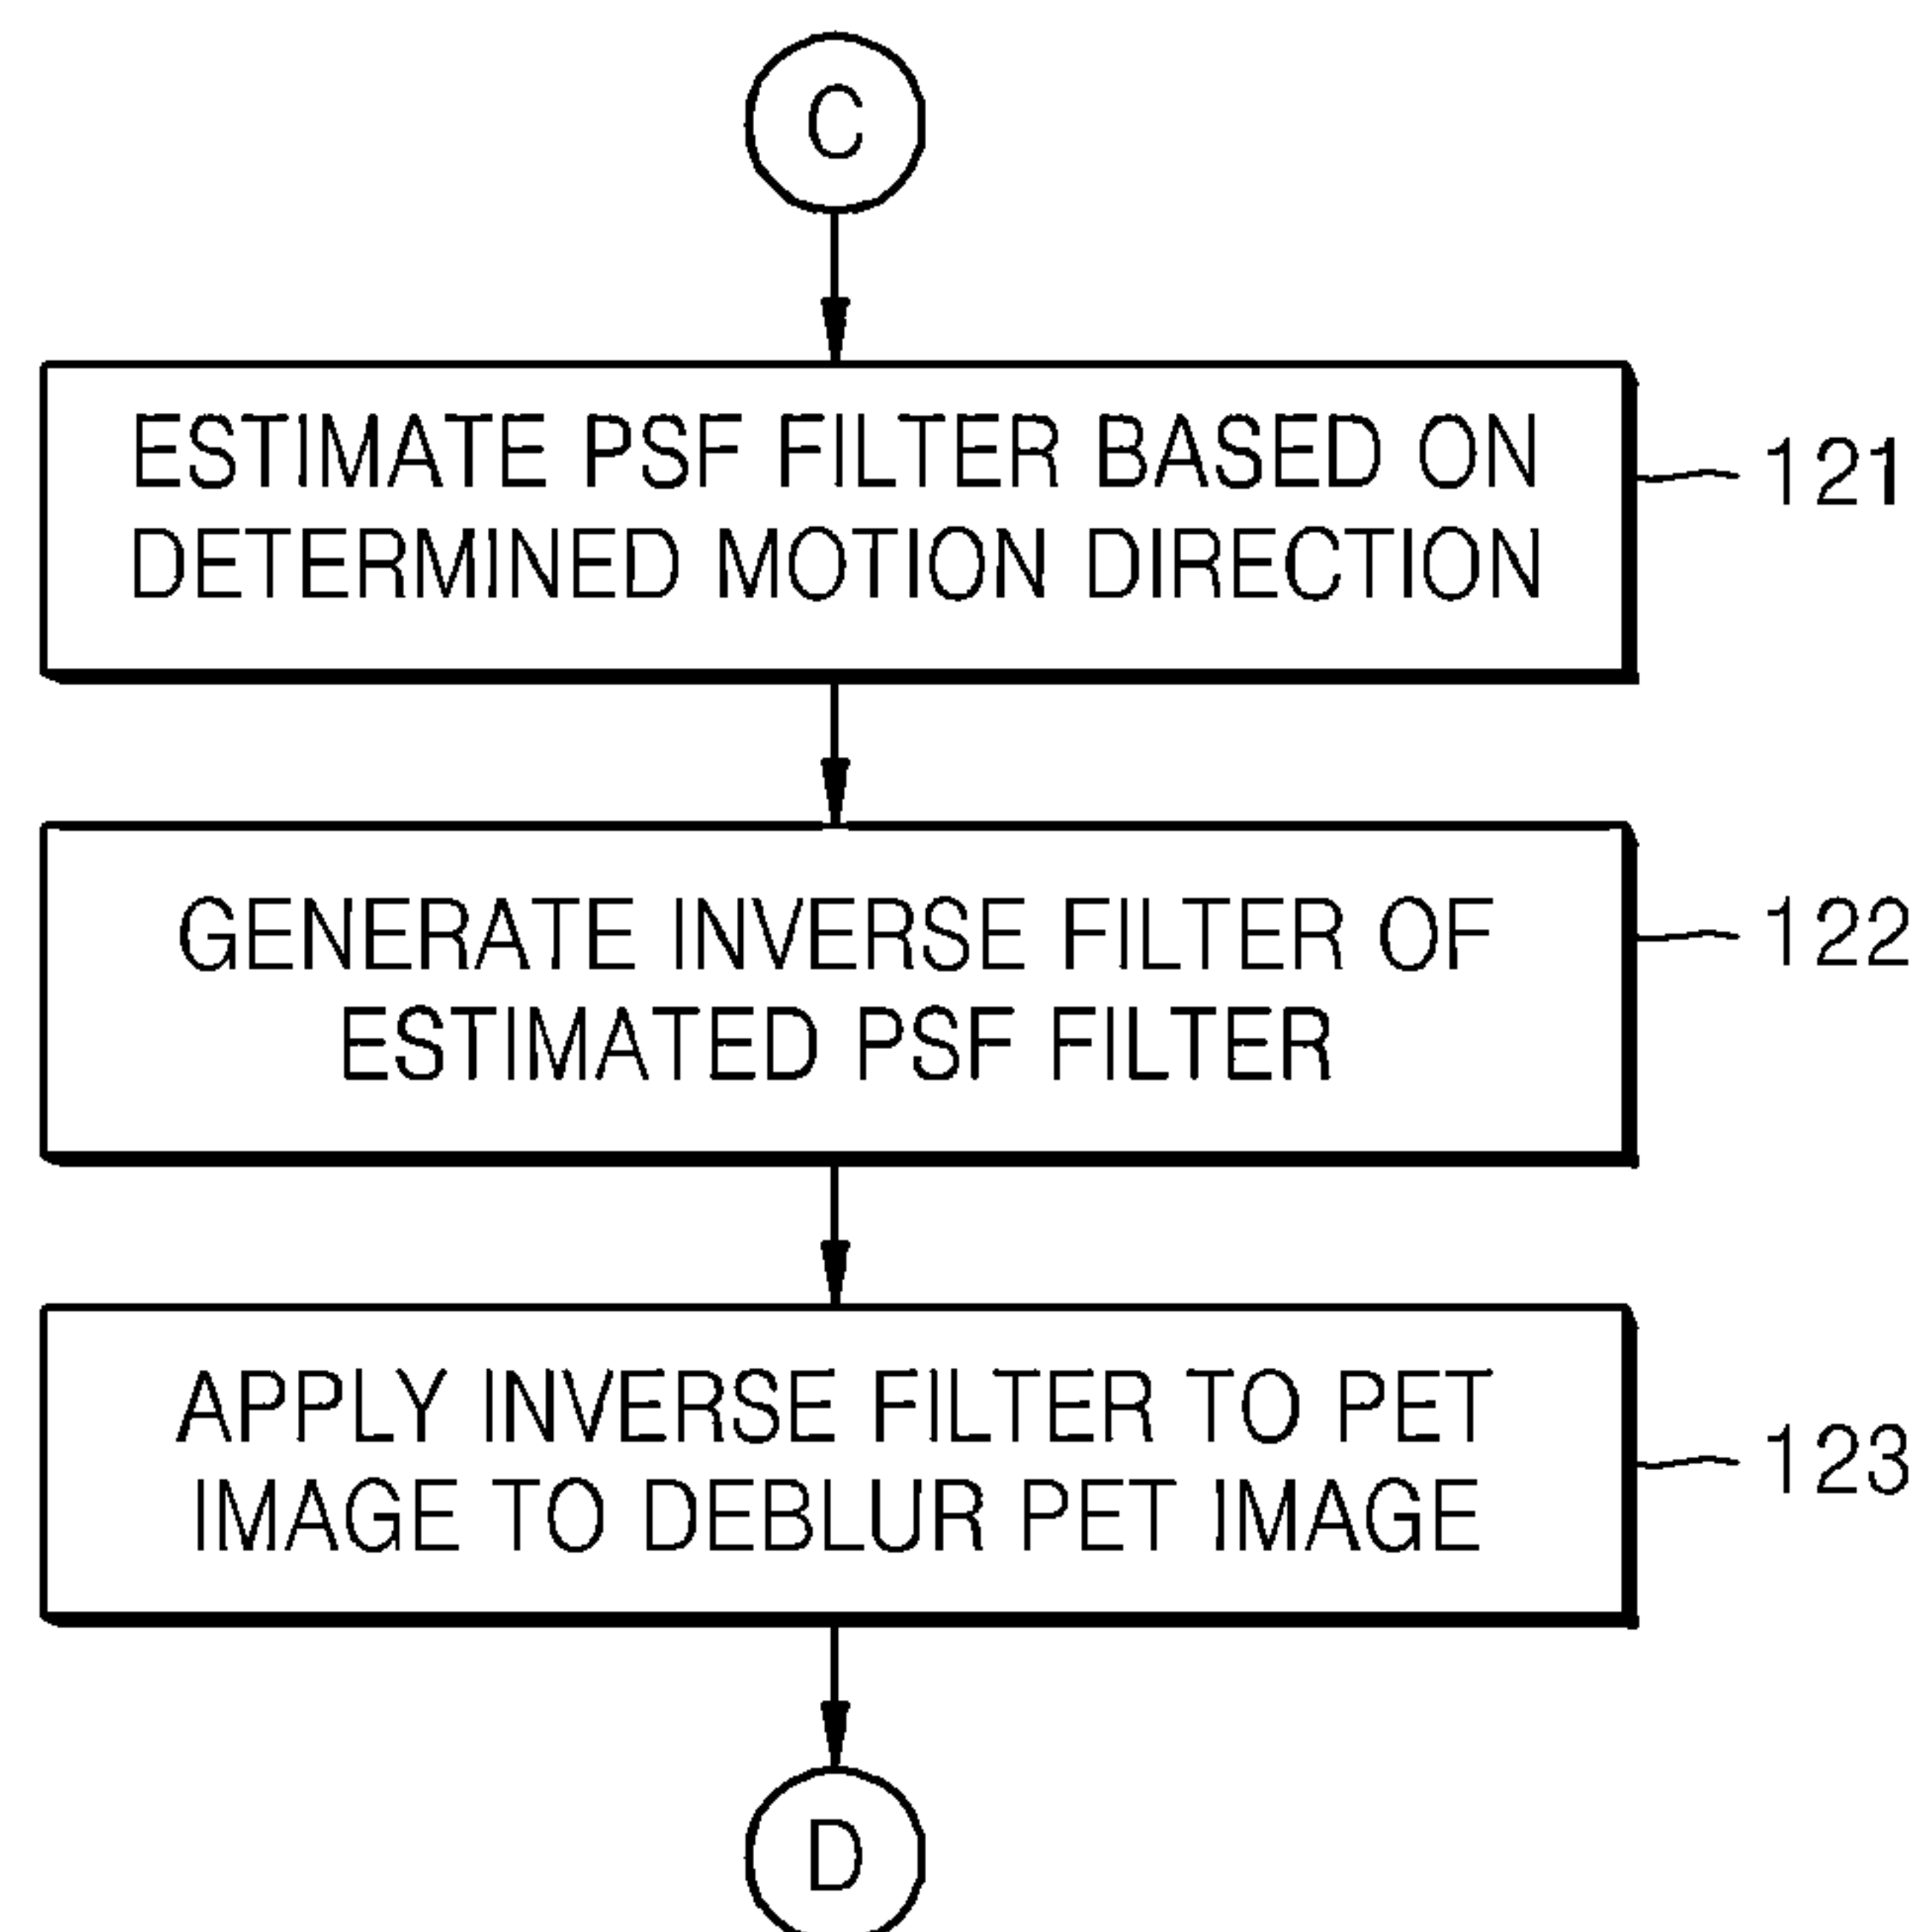 C
ESTIMATE PSF FILTER BASED ON
DETERMINED MOTION DIRECTION
121
GENERATE INVERSE FILTER OF
ESTIMATED PSF FILTER
122
APPLY INVERSE FILTER TO PET
IMAGE TO DEBLUR PET IMAGE
123
D